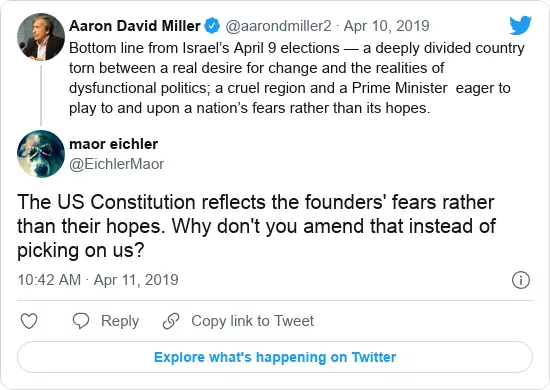 Aaron David Miller @aarondmiller2 · Apr 10, 2019
Bottom line from Israel’s April 9 elections — a deeply divided country
torn between a real desire for change and the realities of
dysfunctional politics; a cruel region and a Prime Minister  eager to
play to and upon a nation’s fears rather than its hopes.
maor eichler
@EichlerMaor
The US Constitution reflects the founders' fears rather
than their hopes. Why don't you amend that instead of
picking on us?
10:42 AM · Apr 11, 2019
Reply
Copy link to Tweet
Explore what's happening on Twitter